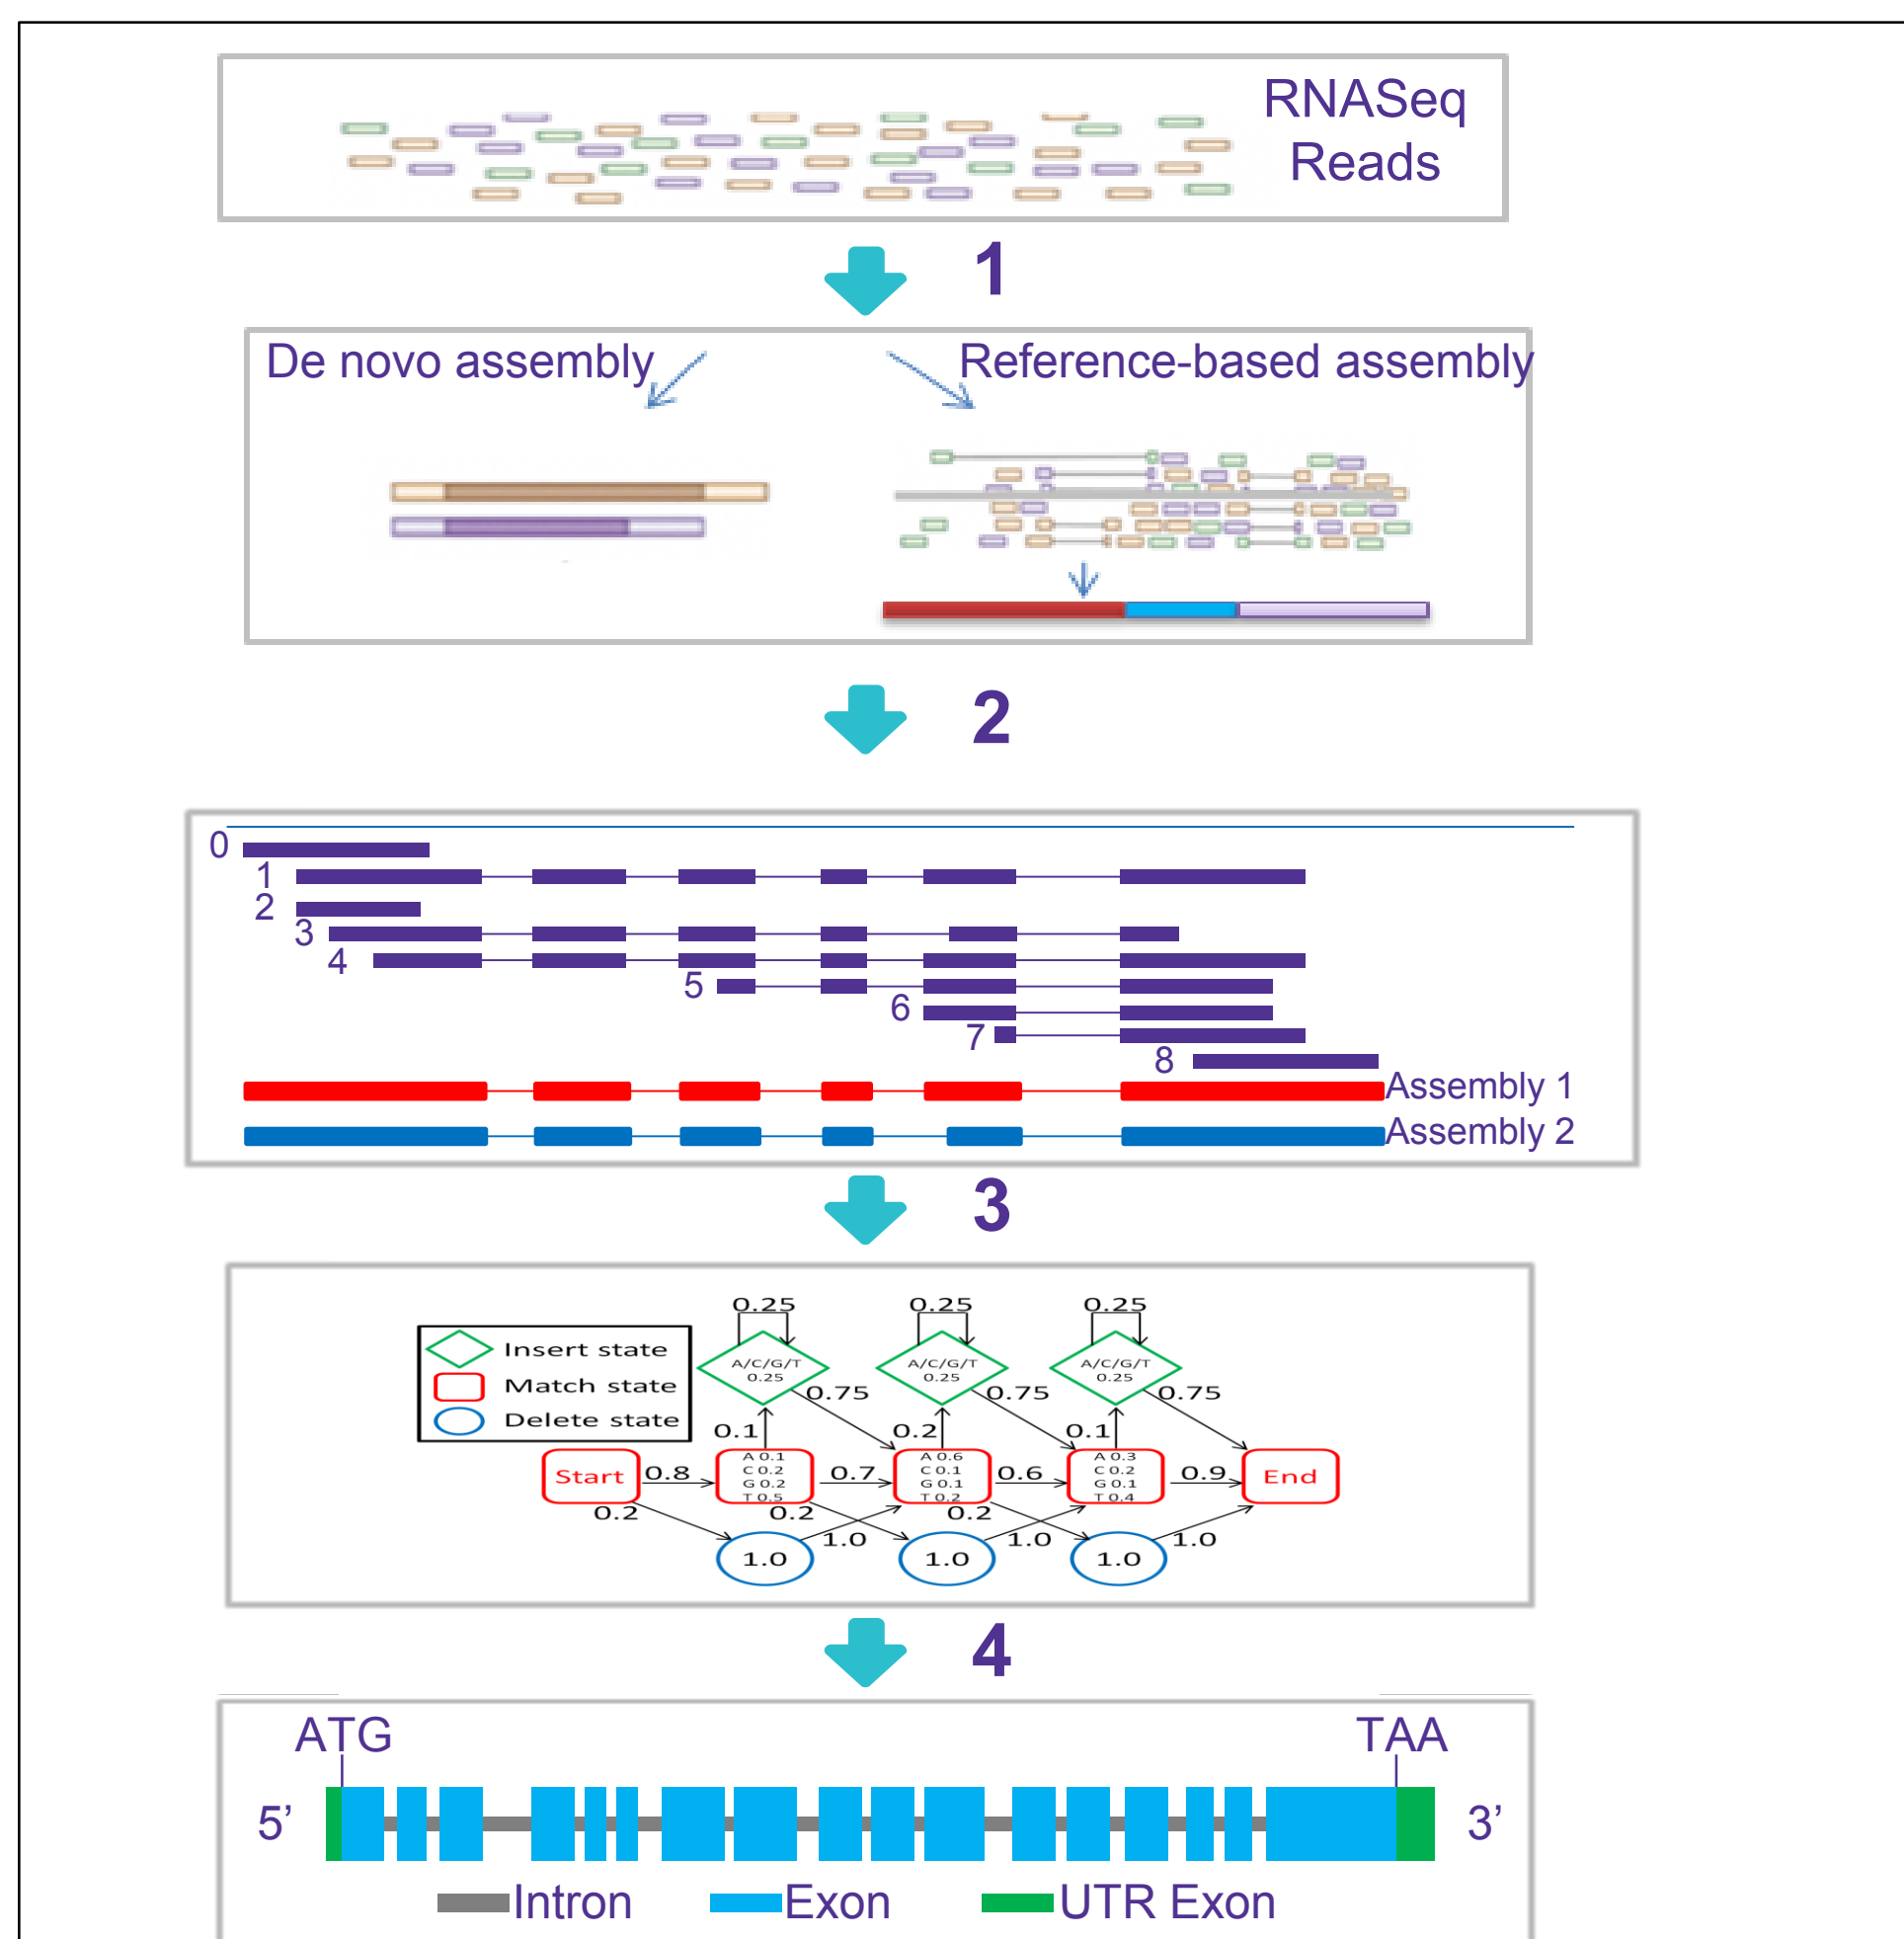 RNASeq
Reads
1
De novo assembly
Reference-based assembly
2
0
1
2
3
4
5
6
7
8
Assembly 1
Assembly 2
3
0.25 0.25 0.25
Insert state
Match state
Delete state
A/C/G/T
0.25
A/C/G/T
0.25
A/C/G/T
0.25
0.75 0.75 0.75
0.1 0.2 0.1
Start
0.8
A 0.1
C 0.2
G 0.2
T 0.5
0.7
A 0.6
C 0.1
G 0.1
T 0.2
0.6
A 0.3
C 0.2
G 0.1
T 0.4
0.9
End
0.2 0.2 0.2
1.0 1.0 1.0
1.0 1.0 1.0
4
ATG TAA
5’ 3’
Intron Exon UTR Exon